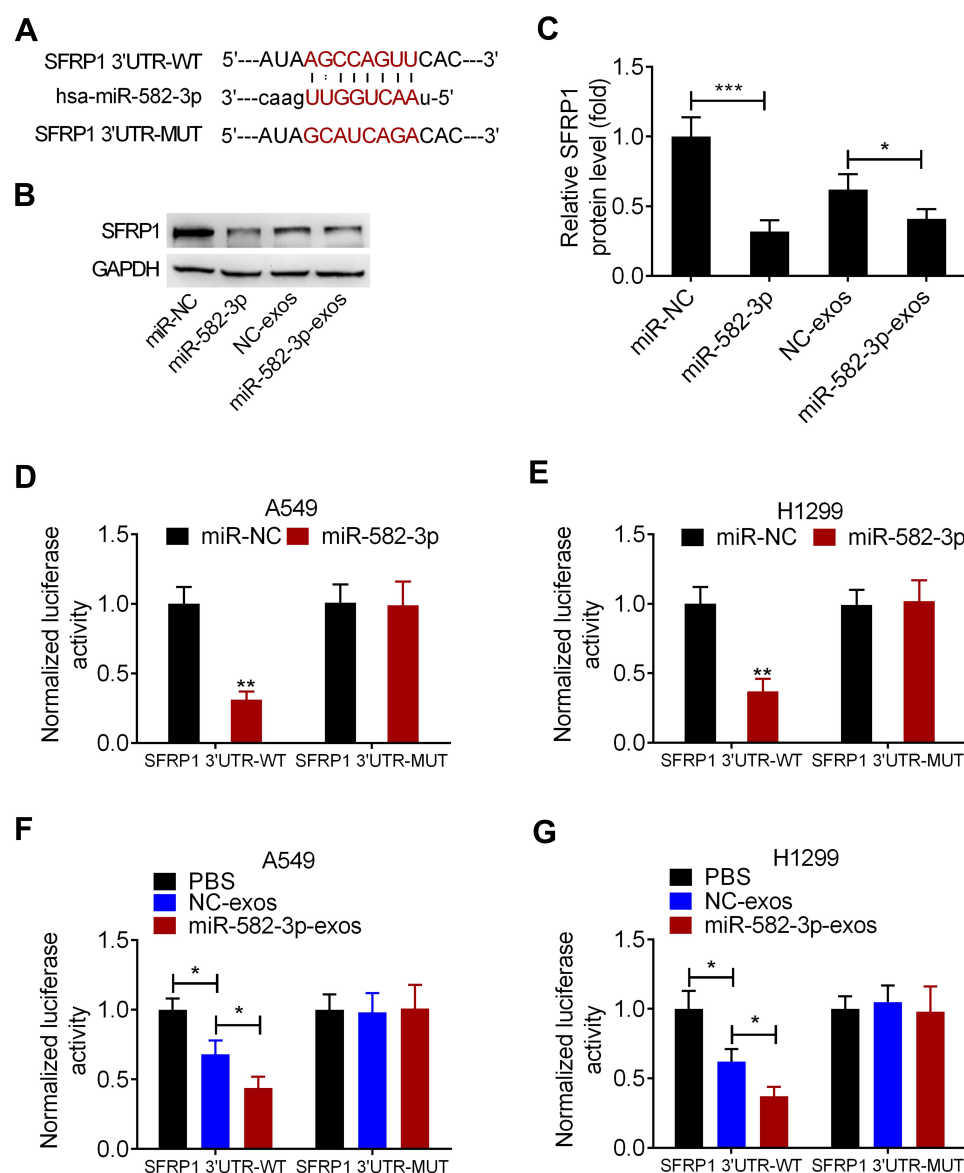 A
SFRP1 3'UTR-WT 5'---AUAAGCCAGUUCAC---3'
hsa-miR-582-3p 3'---caagUUGGUCAAu-5'
SFRP1 3'UTR-MUT 5'---AUAGCAUCAGACAC---3'
B
SFRP1
GAPDH
miR-NC
miR-582-3p
NC-exos
miR-582-3p-exos
C
Relative SFRP1
protein level (fold)
1.5
1.0
0.5
0.0
***
*
miR-NC
miR-582-3p
NC-exos
miR-582-3p-exos
D
A549
miR-NC miR-582-3p
Normalized luciferase
activity
1.5
1.0
0.5
0.0
**
SFRP1 3'UTR-WT SFRP1 3'UTR-MUT
E
H1299
miR-NC miR-582-3p
Normalized luciferase
activity
1.5
1.0
0.5
0.0
**
SFRP1 3'UTR-WT SFRP1 3'UTR-MUT
F
A549
PBS
NC-exos
miR-582-3p-exos
Normalized luciferase
activity
1.5
1.0
0.5
0.0
*
*
SFRP1 3'UTR-WT SFRP1 3'UTR-MUT
G
H1299
PBS
NC-exos
miR-582-3p-exos
Normalized luciferase
activity
1.5
1.0
0.5
0.0
*
*
SFRP1 3'UTR-WT SFRP1 3'UTR-MUT